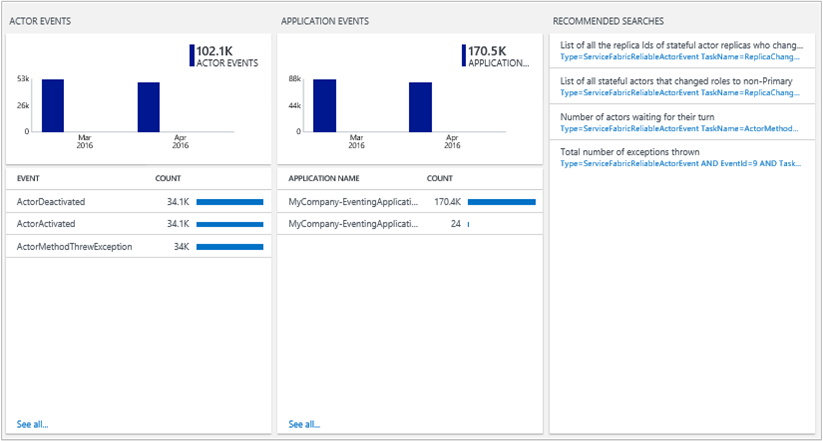 ACTOR EVENTS
102.1K
ACTOR EVENTS
53k
26k
0
Mar
2016
Apr
2016
EVENT COUNT
ActorDeactivated 34.1K
ActorActivated 34.1K
ActorMethodThrewException 34K
See all...
APPLICATION EVENTS
170.5K
APPLICATION...
88k
44k
0
Mar
2016
Apr
2016
APPLICATION NAME COUNT
MyCompany-EventingApplicati... 170.4K
MyCompany-EventingApplicati... 24
See all...
RECOMMENDED SEARCHES
List of all the replica Ids of stateful actor replicas who chang...
Type=ServiceFabricReliableActorEvent TaskName=ReplicaChang...
List of all stateful actors that changed roles to non-Primary
Type=ServiceFabricReliableActorEvent TaskName=ReplicaChang...
Number of actors waiting for their turn
Type=ServiceFabricReliableActorEvent TaskName=ActorMethod...
Total number of exceptions thrown
Type=ServiceFabricReliableActorEvent AND EventId=9 AND Task...